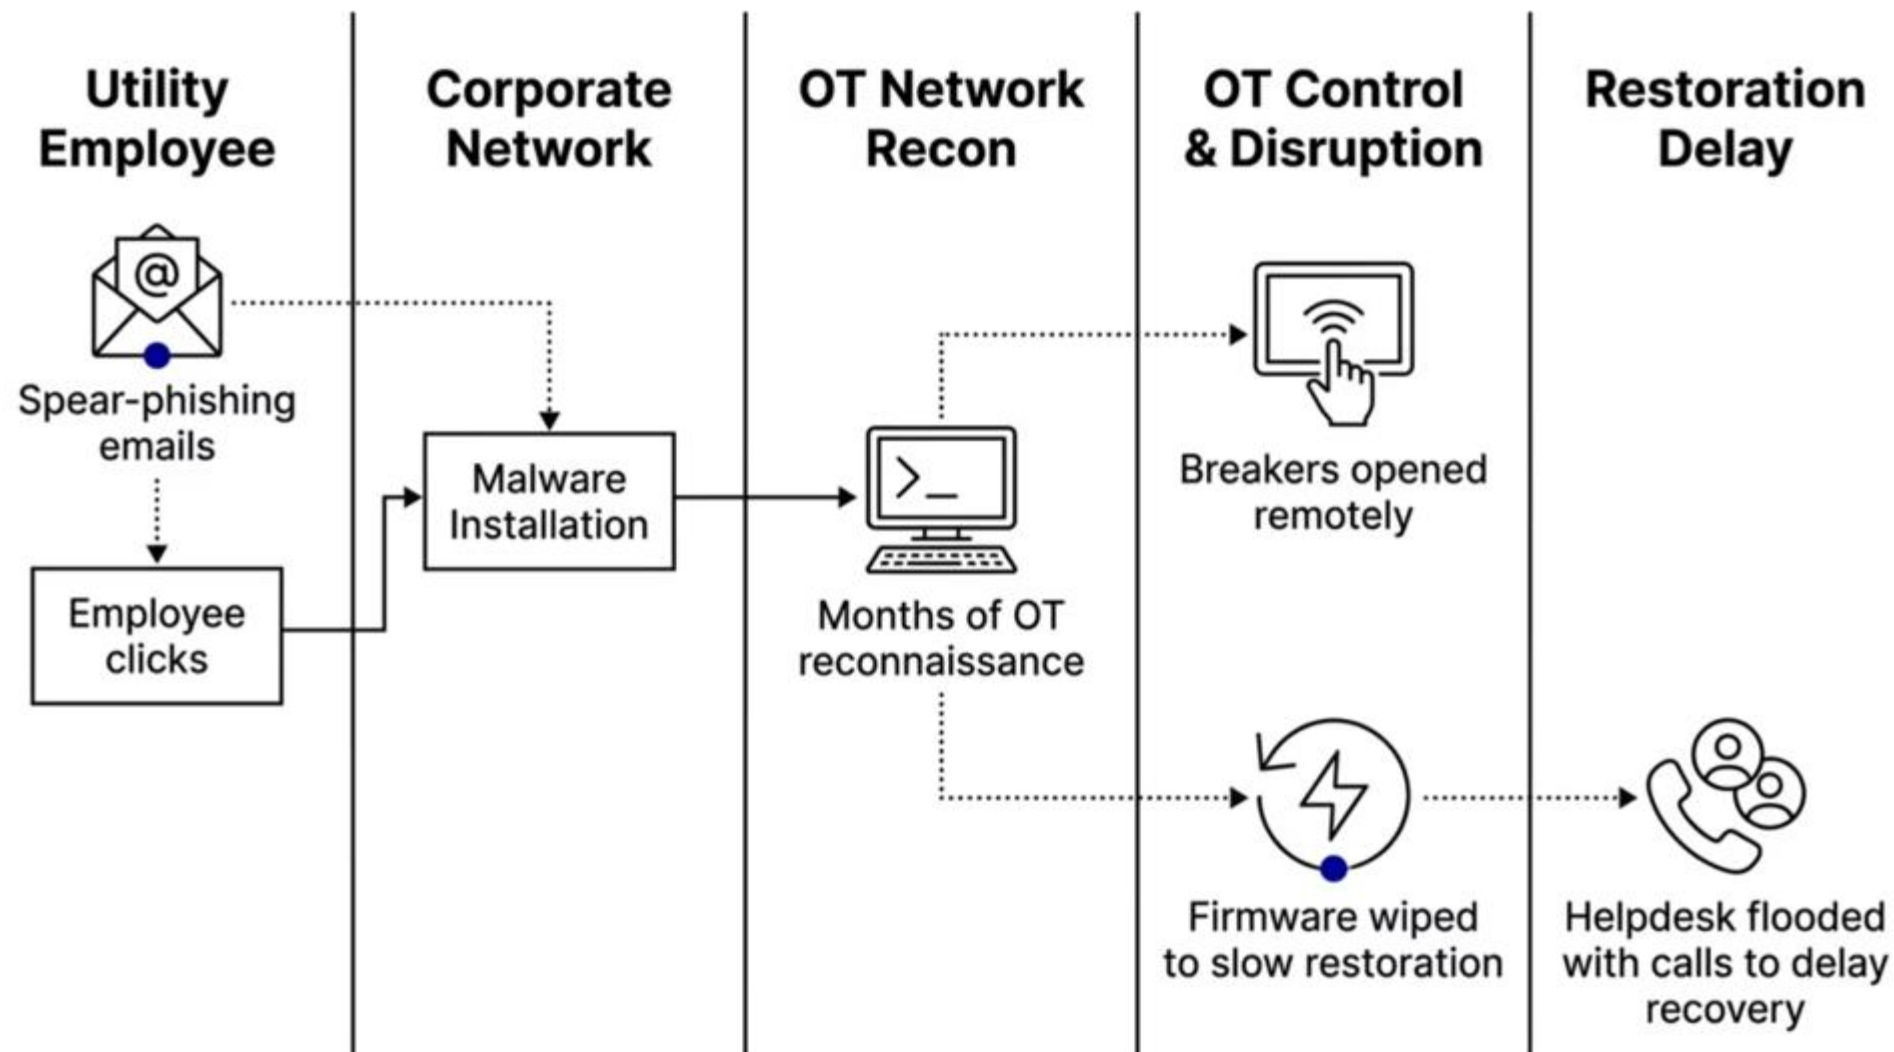 Utility
Employee
Corporate
Network
OT Network
Recon
OT Control
& Disruption
Restoration
Delay
@
Spear-phishing
emails
Employee
clicks
Malware
Installation
>_
Months of OT
reconnaissance
Breakers opened
remotely
Firmware wiped
to slow restoration
Helpdesk flooded
with calls to delay
recovery